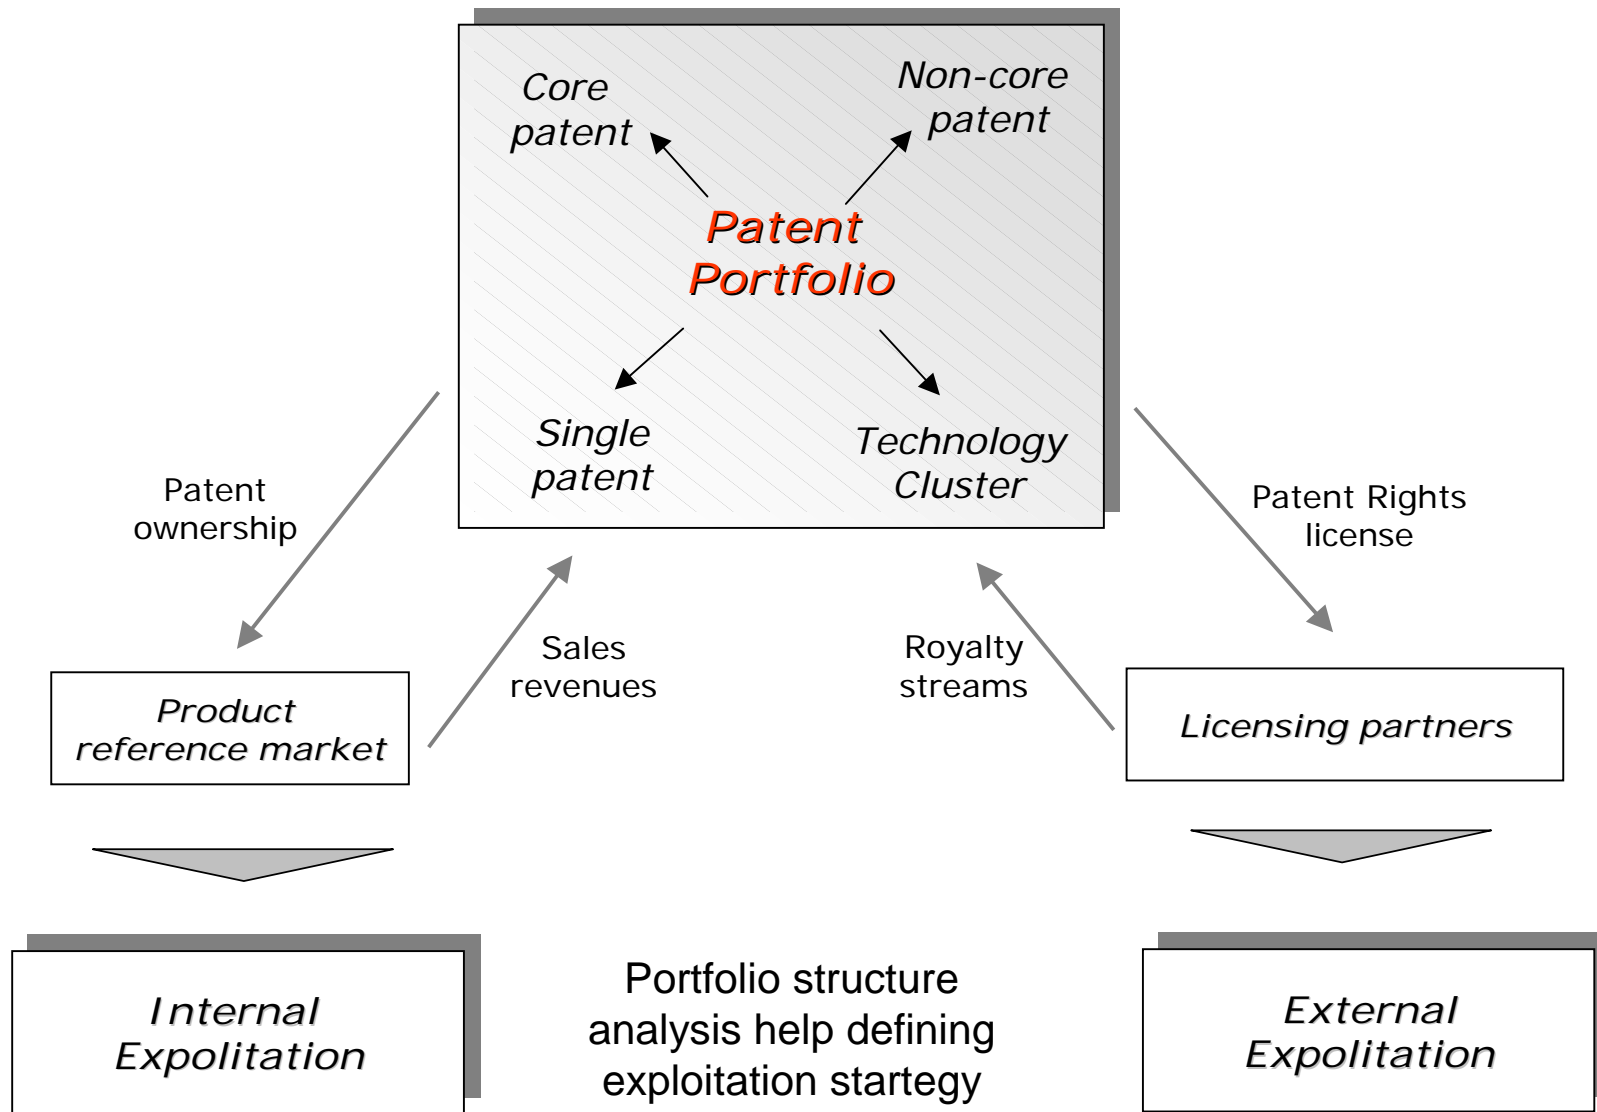 Core
patent
Non-core
patent
Patent
Portfolio
Single
patent
Technology
Cluster
Patent
ownership
Patent Rights
license
Sales
revenues
Royalty
streams
Product
reference market
Licensing partners
Internal
Expolitation
Portfolio structure
analysis help defining
exploitation startegy
External
Expolitation